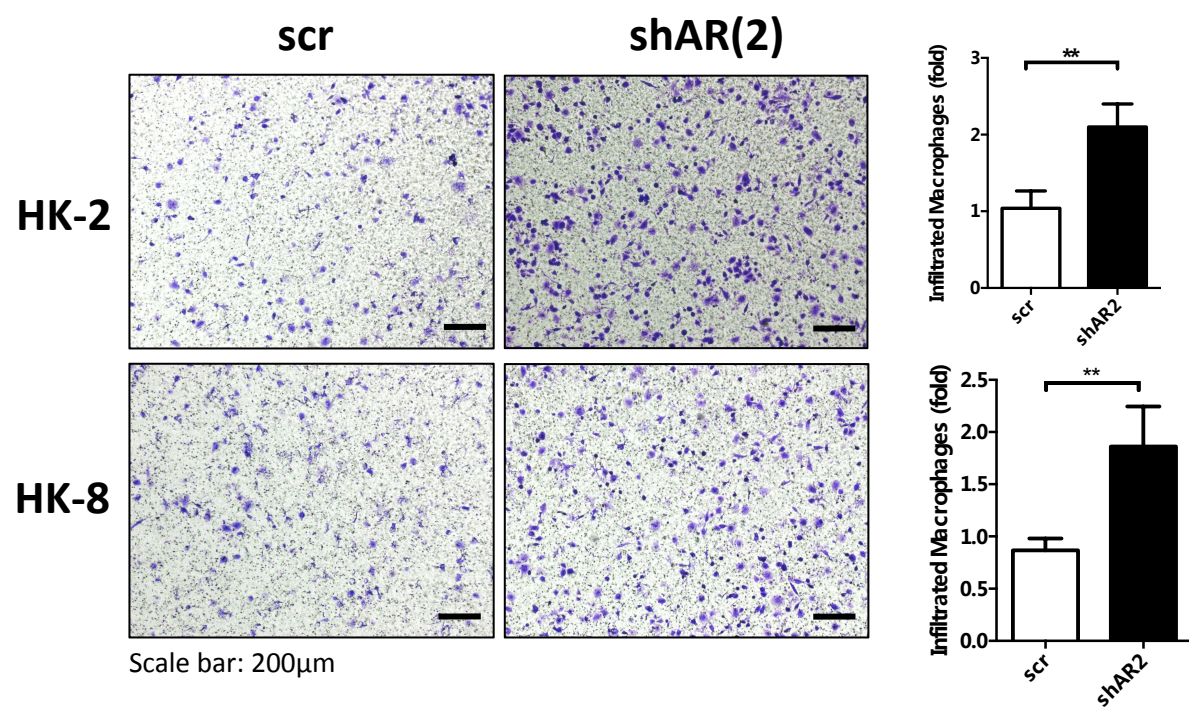 scr
shAR(2)
HK-2
HK-8
Scale bar: 200µm
Infiltrated Macrophages (fold)
3
2
1
0
**
scr
shAR2
Infiltrated Macrophages (fold)
2.5
2.0
1.5
1.0
0.5
0.0
**
scr
shAR2